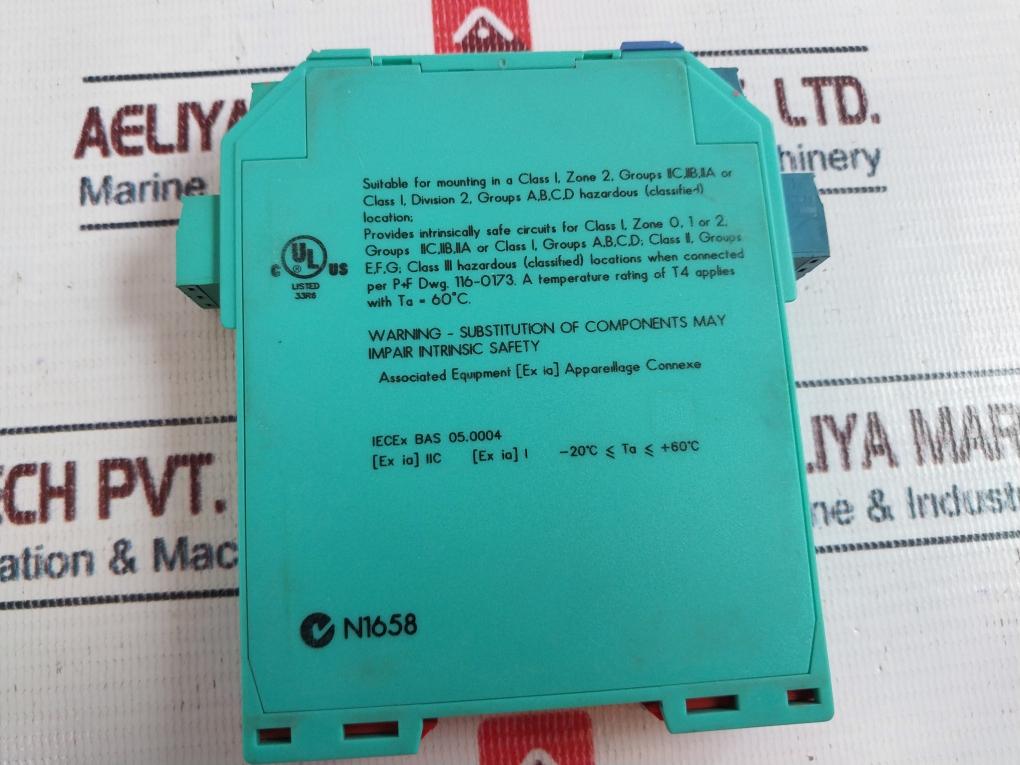 AELIYA
LTD.
Marine
hinery
Suitable for mounting in a Class I, Zone 2, Groups IIC,IIB,IIA or
Class I, Division 2, Groups A,B,C,D hazardous (classified)
location;
Provides intrinsically safe circuits for Class I, Zone 0, 1 or 2,
Groups IIC,IIB,IIA or Class I, Groups A,B,C,D; Class II, Groups
E,F,G; Class III hazardous (classified) locations when connected
per P+F Dwg. 116-0173. A temperature rating of T4 applies
with Ta = 60°C.
C UL ® US
LISTED
33R6
WARNING - SUBSTITUTION OF COMPONENTS MAY
IMPAIR INTRINSIC SAFETY
Associated Equipment [Ex ia] Appareillage Connexe
IECEx BAS 05.0004
[Ex ia] IIC [Ex ia] I -20°C ≤ Ta ≤ +60°C
ECH PVT.
LIYA MAR
ation & Mac
ne & Industr
N1658